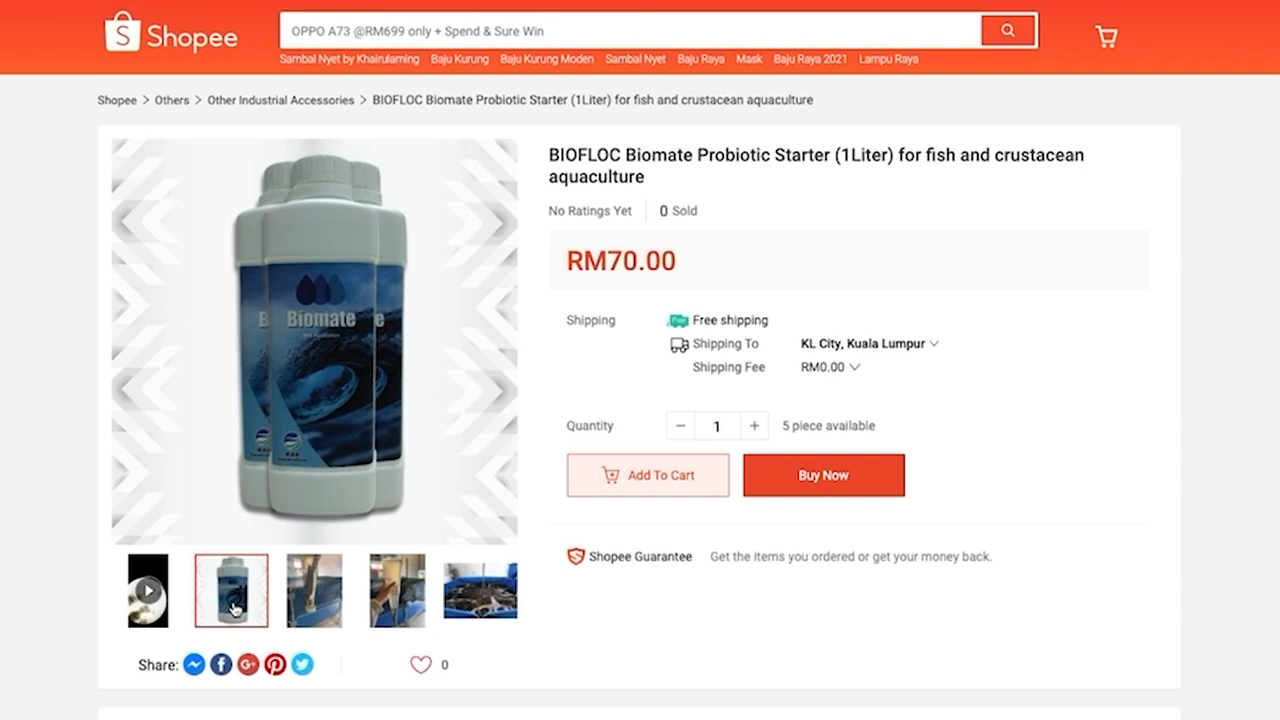 Shopee
OPPO A73 @RM699 only + Spend & Sure Win
Sambal Nyet by Khairulaming Baju Kurung Baju Kurung Moden Sambal Nyet Baju Raya Mask Baju Raya 2021 Lampu Raya
Shopee > Others > Other Industrial Accessories > BIOFLOC Biomate Probiotic Starter (1Liter) for fish and crustacean aquaculture
BIOFLOC Biomate Probiotic Starter (1Liter) for fish and crustacean
aquaculture
No Ratings Yet 0 Sold
RM70.00
Biomate
Shipping Free shipping
Shipping To KL City, Kuala Lumpur
Shipping Fee RM0.00
Quantity − 1 + 5 piece available
Add To Cart Buy Now
Shopee Guarantee Get the items you ordered or get your money back.
Share: 0